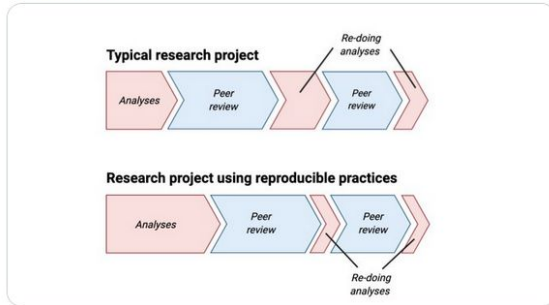 Typical research project
Re-doing
analyses
Analyses
Peer
review
Peer
review
Research project using reproducible practices
Analyses
Peer
review
Peer
review
Re-doing
analyses